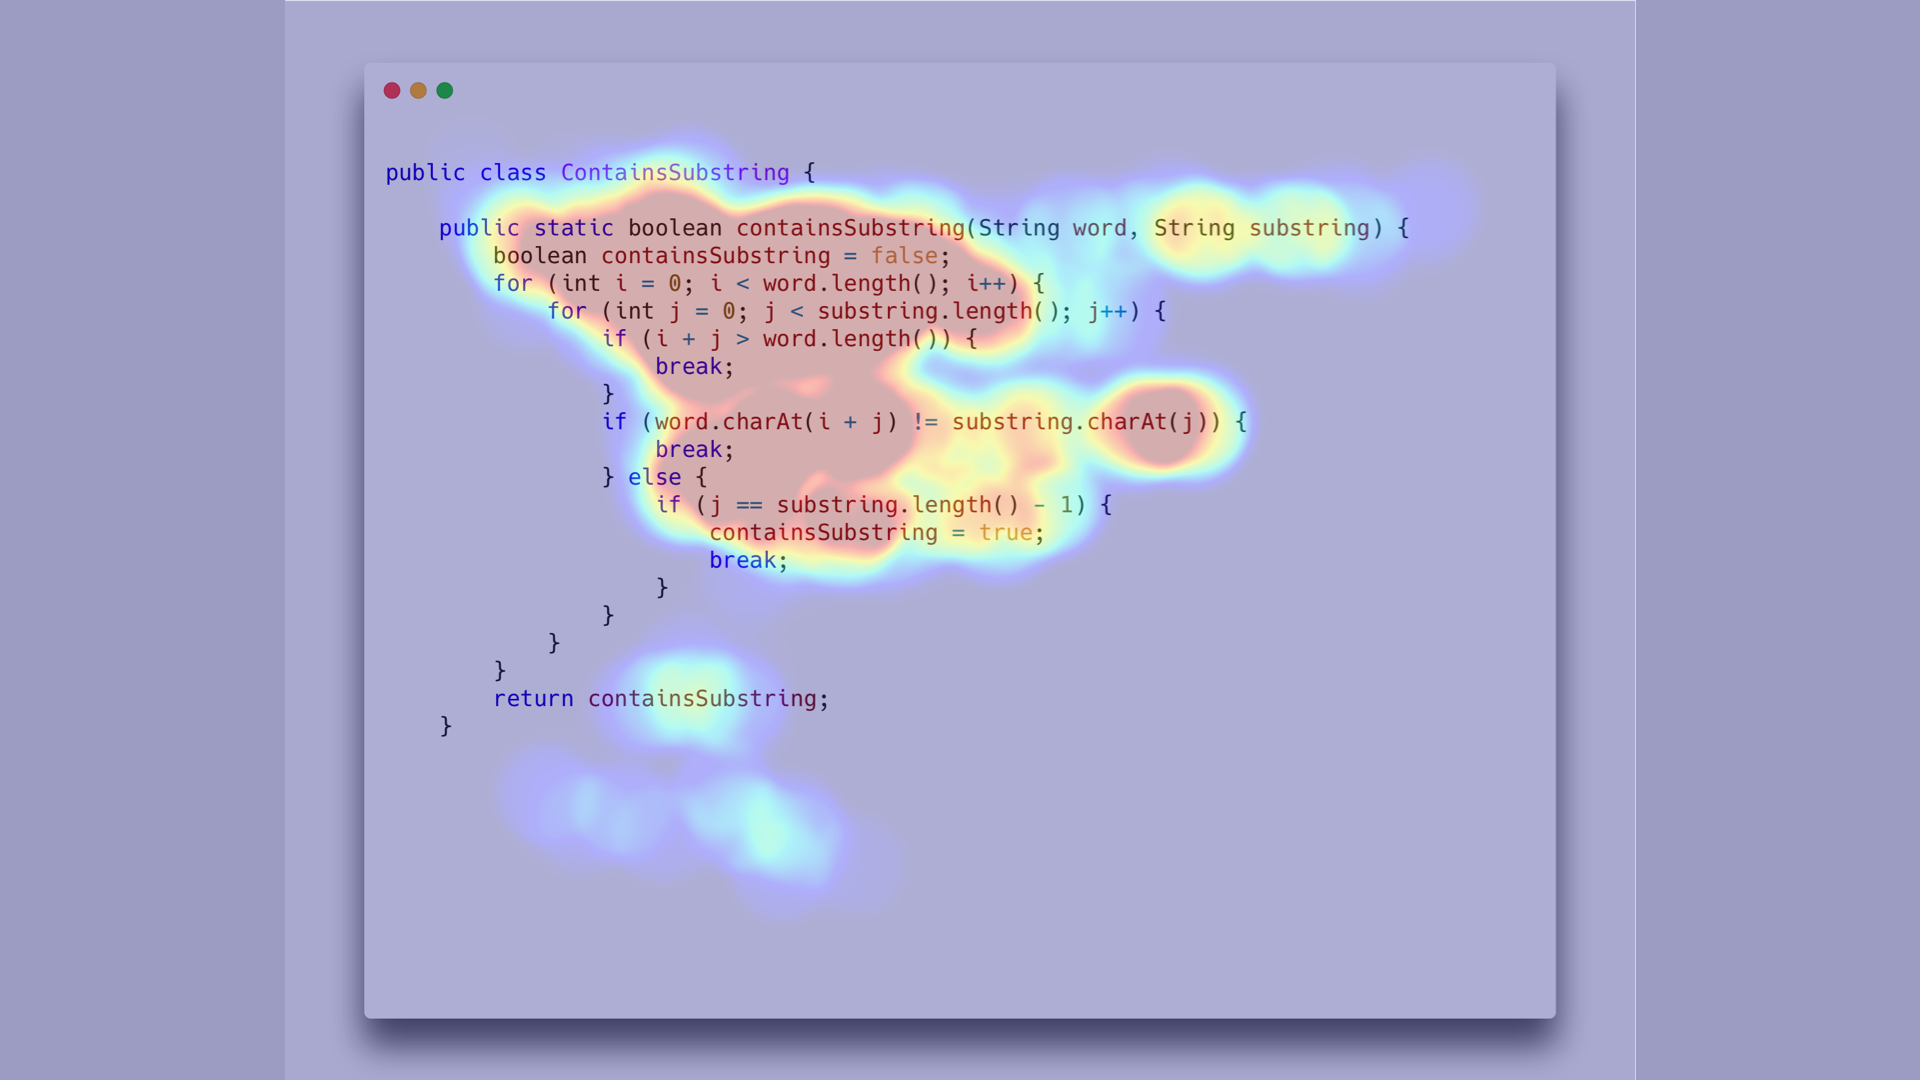 public class ContainsSubstring {
public static boolean containsSubstring(String word, String substring) {
boolean containsSubstring = false;
for (int i = 0; i < word.length(); i++) {
for (int j = 0; j < substring.length(); j++) {
if (i + j > word.length()) {
break;
}
if (word.charAt(i + j) != substring.charAt(j)) {
break;
} else {
if (j == substring.length() - 1) {
containsSubstring = true;
break;
}
}
}
}
return containsSubstring;
}